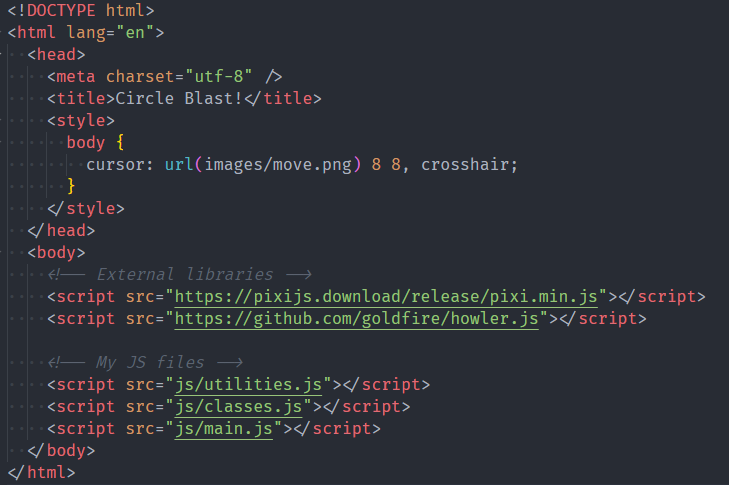 <!DOCTYPE html>
<html lang="en">
<head>
<meta charset="utf-8" />
<title>Circle Blast!</title>
<style>
body {
cursor: url(images/move.png) 8 8, crosshair;
}
</style>
</head>
<body>
<!-- External libraries -->
<script src="https://pixijs.download/release/pixi.min.js"></script>
<script src="https://github.com/goldfire/howler.js"></script>
<!-- My JS files -->
<script src="js/utilities.js"></script>
<script src="js/classes.js"></script>
<script src="js/main.js"></script>
</body>
</html>